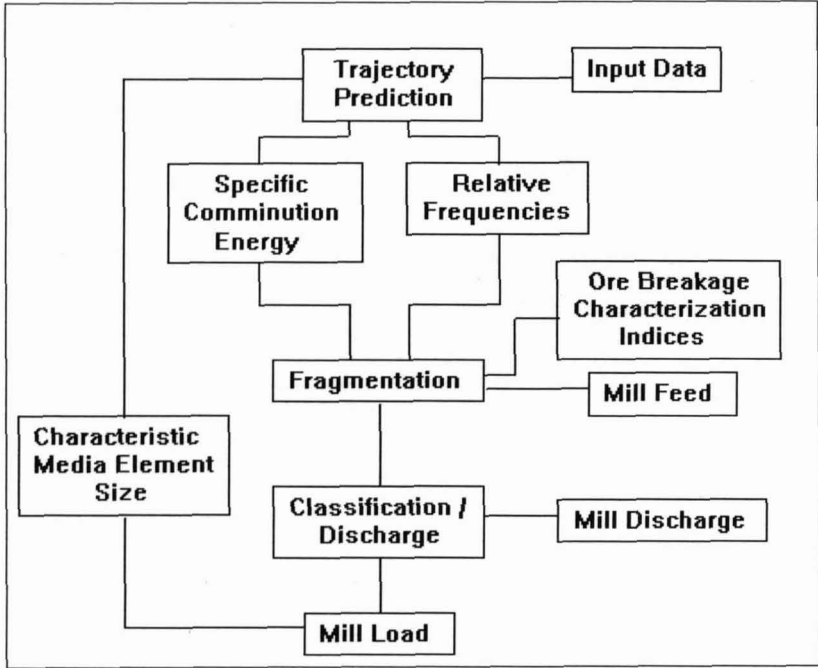 Trajectory
Prediction
Input Data
Specific
Comminution
Energy
Relative
Frequencies
Ore Breakage
Characterization
Indices
Fragmentation
Mill Feed
Characteristic
Media Element
Size
Classification /
Discharge
Mill Discharge
Mill Load